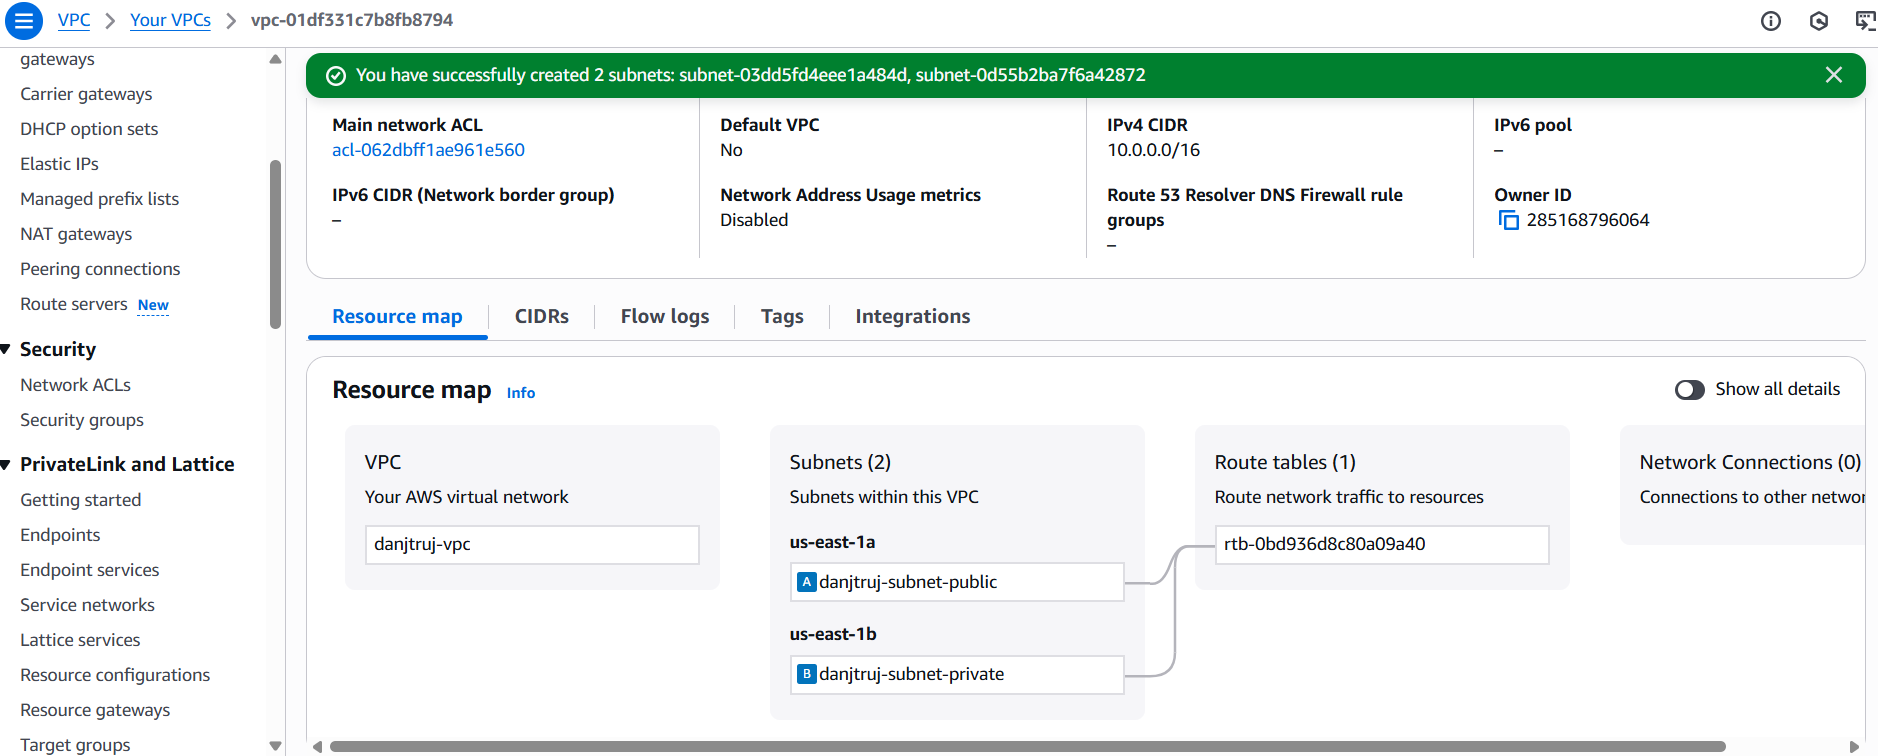 VPC > Your VPCs > vpc-01df331c7b8fb8794
gateways
Carrier gateways
DHCP option sets
Elastic IPs
Managed prefix lists
NAT gateways
Peering connections
Route servers New
Security
Network ACLs
Security groups
PrivateLink and Lattice
Getting started
Endpoints
Endpoint services
Service networks
Lattice services
Resource configurations
Resource gateways
Target groups
You have successfully created 2 subnets: subnet-03dd5fd4eee1a484d, subnet-0d55b2ba7f6a42872
Main network ACL
acl-062dbff1ae961e560
Default VPC
No
IPv4 CIDR
10.0.0.0/16
IPv6 pool
–
IPv6 CIDR (Network border group)
–
Network Address Usage metrics
Disabled
Route 53 Resolver DNS Firewall rule
groups
–
Owner ID
285168796064
Resource map
CIDRs
Flow logs
Tags
Integrations
Resource map Info
Show all details
VPC
Your AWS virtual network
danjtruj-vpc
Subnets (2)
Subnets within this VPC
us-east-1a
A danjtruj-subnet-public
us-east-1b
B danjtruj-subnet-private
Route tables (1)
Route network traffic to resources
rtb-0bd936d8c80a09a40
Network Connections (0)
Connections to other networ